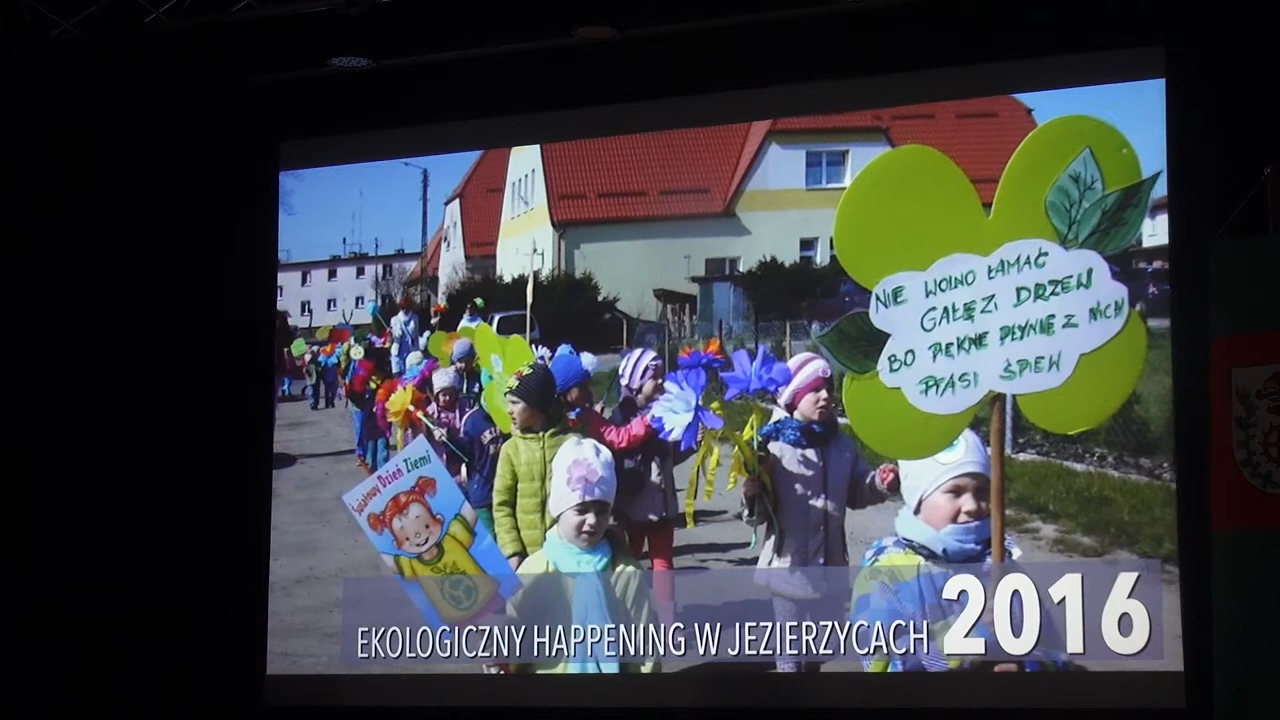 NIE WOLNO ŁAMAĆ
GAŁĘZI DRZEW
BO PIĘKNE PŁYNIE Z NICH
PTASI ŚPIEW
Światowy Dzień Ziemi
EKOLOGICZNY HAPPENING W JEZIERZYCACH 2016